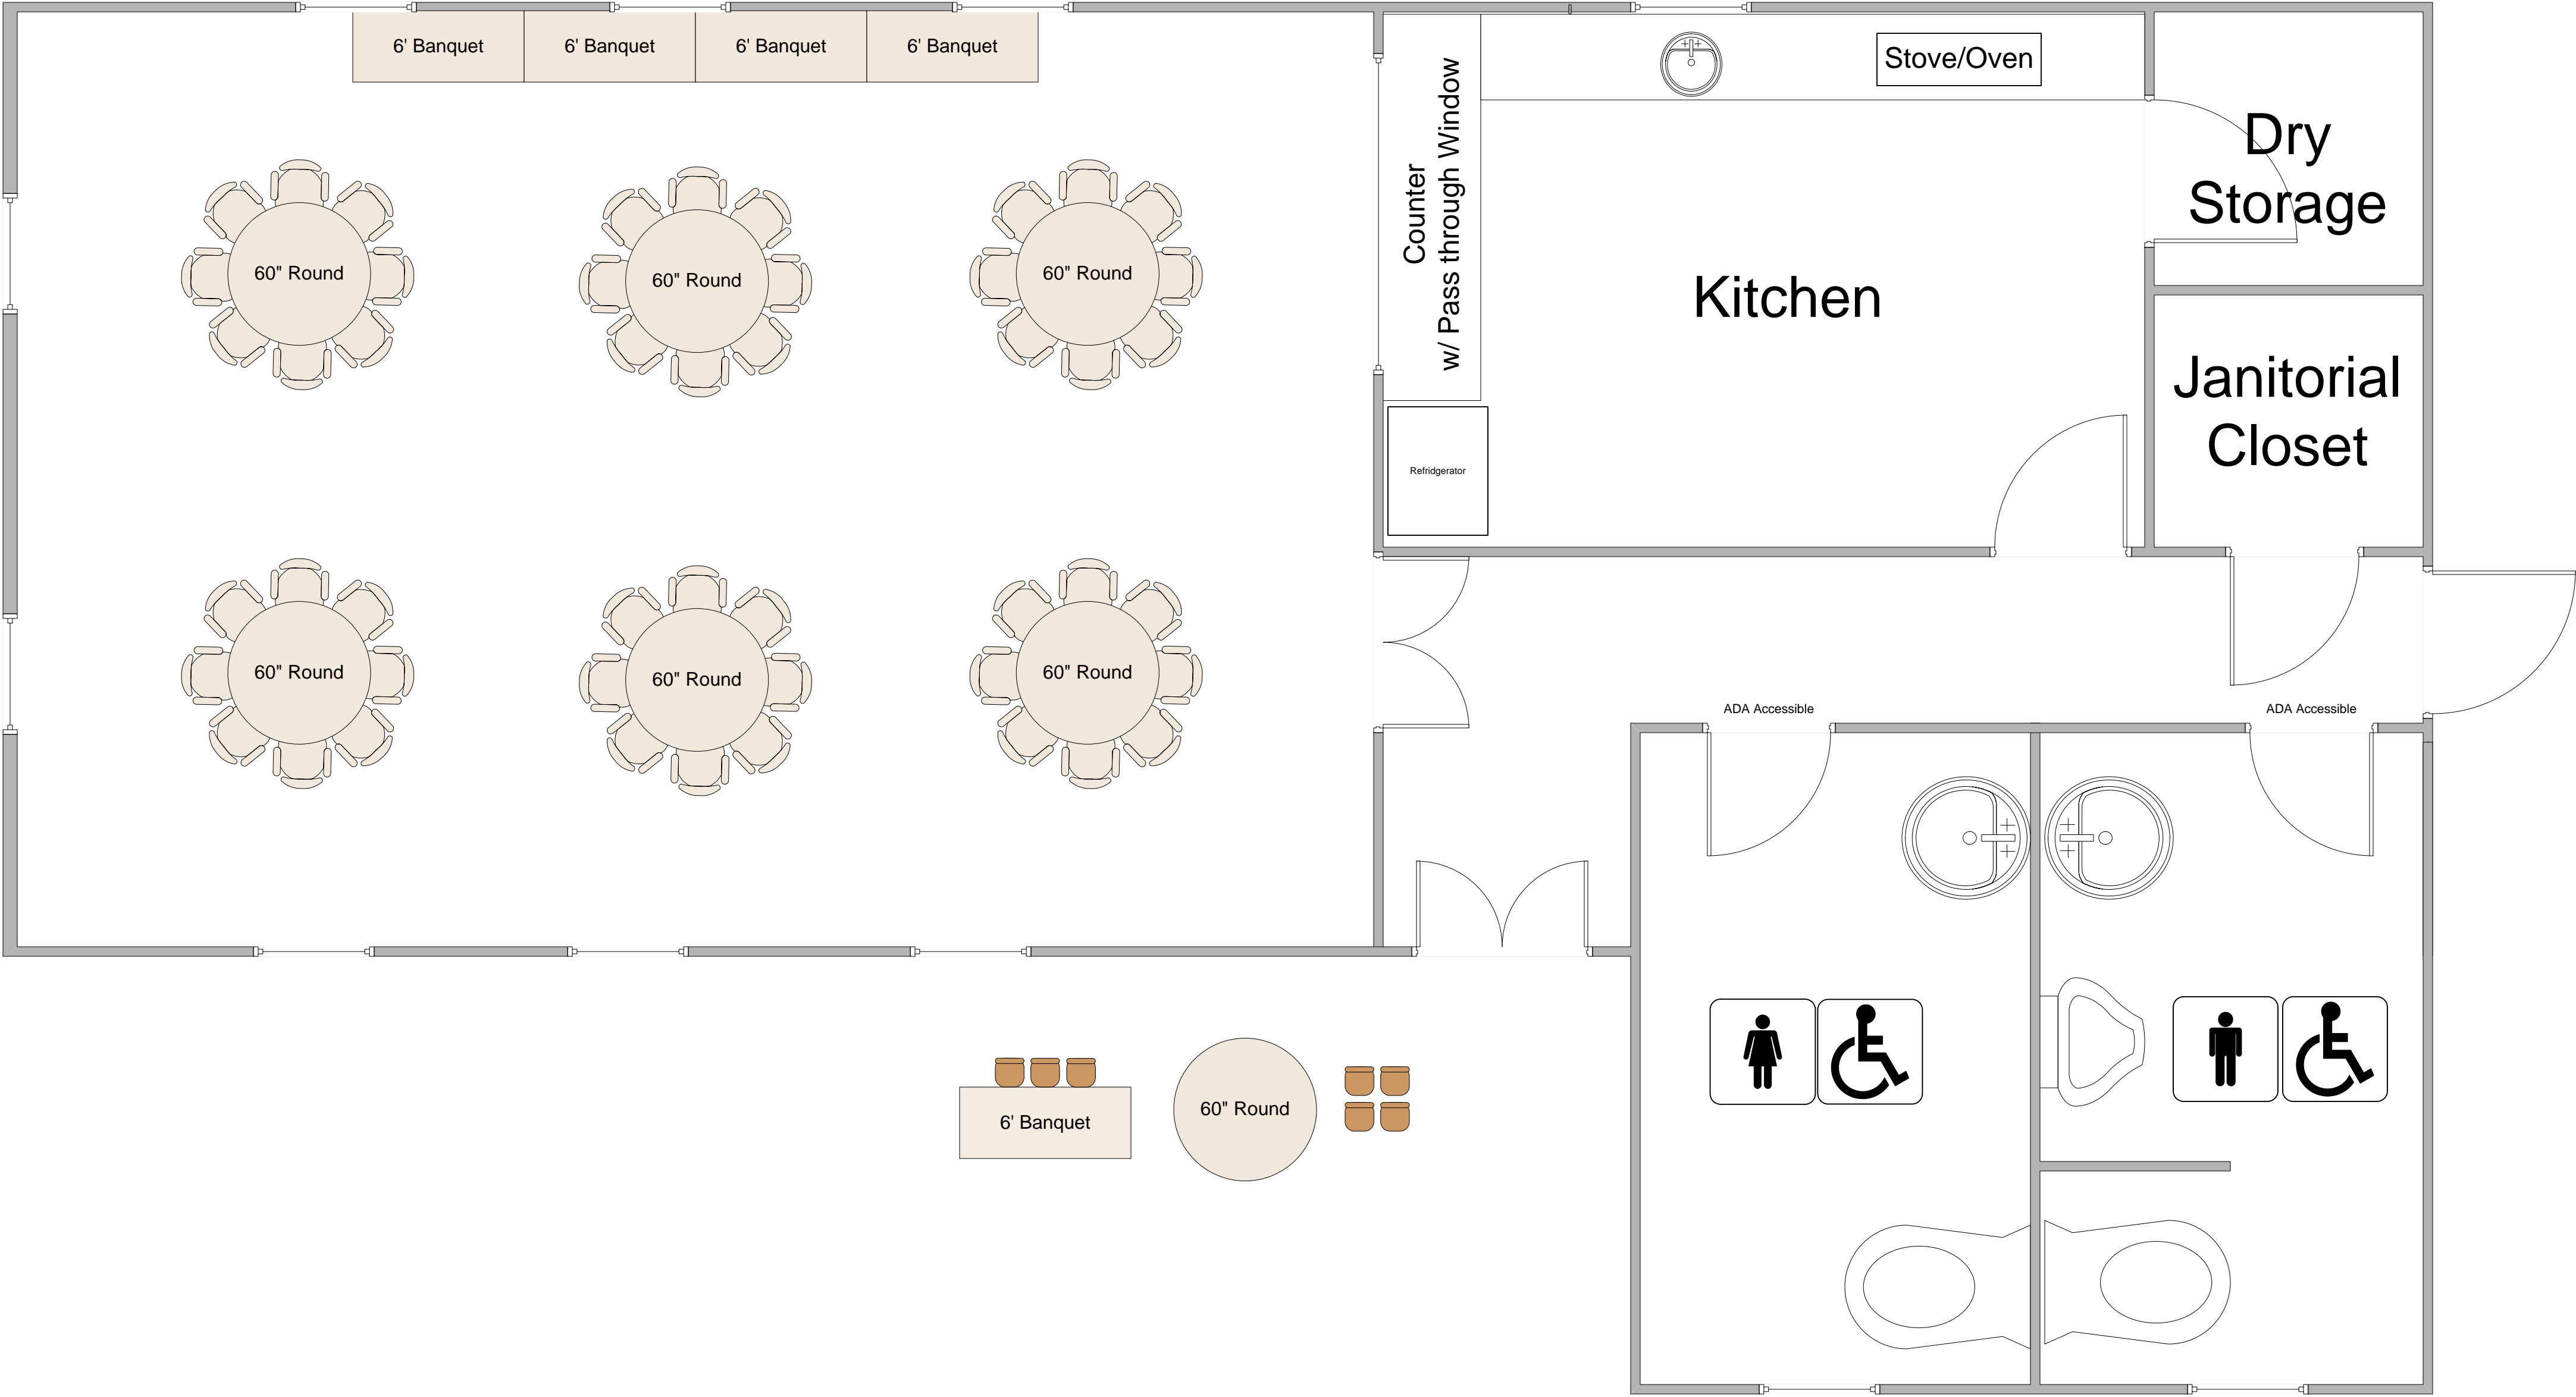 6' Banquet
6' Banquet
6' Banquet
6' Banquet
Stove/Oven
Counter
w/ Pass through Window
Dry
Storage
60" Round
60" Round
60" Round
Kitchen
Janitorial
Closet
Refridgerator
60" Round
60" Round
60" Round
ADA Accessible
ADA Accessible
6' Banquet
60" Round